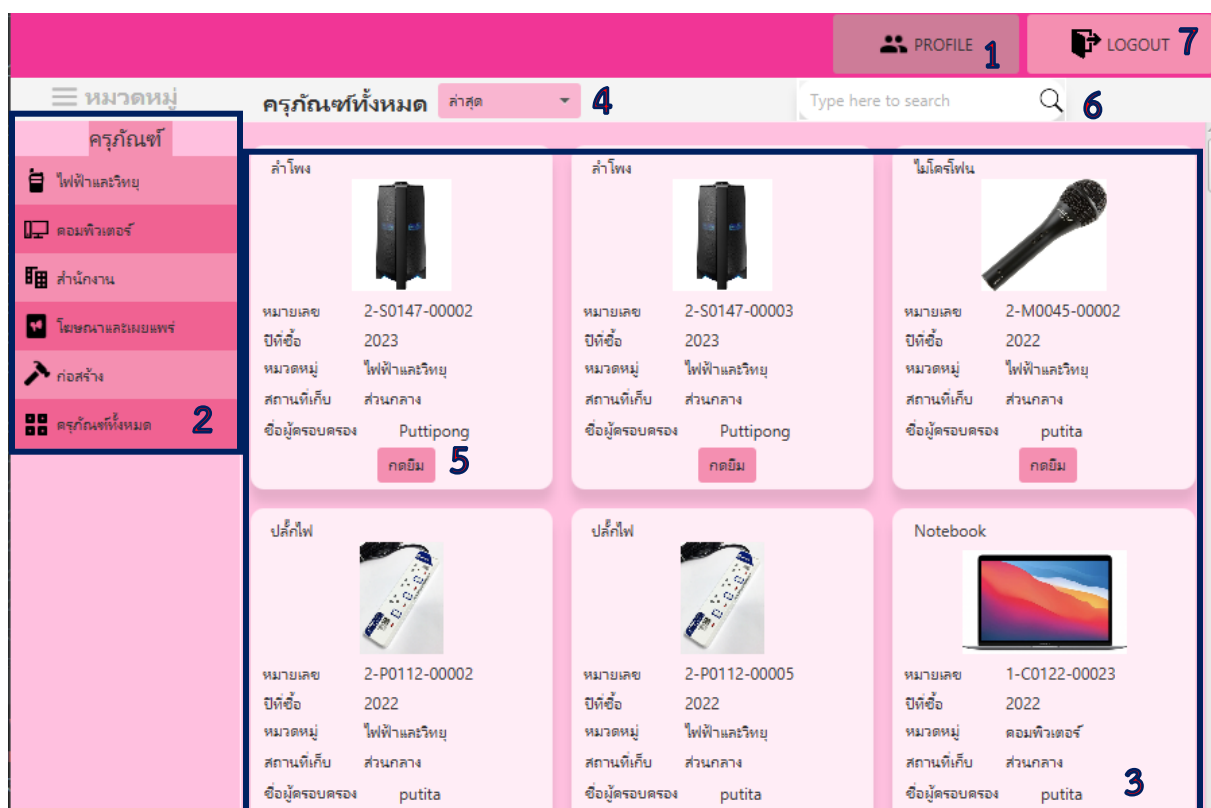 PROFILE 1
LOGOUT 7
หมวดหมู่
ครุภัณฑ์ทั้งหมด ล่าสุด 4
Type here to search 6
ครุภัณฑ์
ไฟฟ้าและวิทยุ
คอมพิวเตอร์
สำนักงาน
โฆษณาและเผยแพร่
ก่อสร้าง
ครุภัณฑ์ทั้งหมด 2
ลำโพง
หมายเลข 2-S0147-00002
ปีที่ซื้อ 2023
หมวดหมู่ ไฟฟ้าและวิทยุ
สถานที่เก็บ ส่วนกลาง
ชื่อผู้ครอบครอง Puttipong
กดยืม 5
ลำโพง
หมายเลข 2-S0147-00003
ปีที่ซื้อ 2023
หมวดหมู่ ไฟฟ้าและวิทยุ
สถานที่เก็บ ส่วนกลาง
ชื่อผู้ครอบครอง Puttipong
กดยืม
ไมโครโฟน
หมายเลข 2-M0045-00002
ปีที่ซื้อ 2022
หมวดหมู่ ไฟฟ้าและวิทยุ
สถานที่เก็บ ส่วนกลาง
ชื่อผู้ครอบครอง putita
กดยืม
ปลั๊กไฟ
หมายเลข 2-P0112-00002
ปีที่ซื้อ 2022
หมวดหมู่ ไฟฟ้าและวิทยุ
สถานที่เก็บ ส่วนกลาง
ชื่อผู้ครอบครอง putita
ปลั๊กไฟ
หมายเลข 2-P0112-00005
ปีที่ซื้อ 2022
หมวดหมู่ ไฟฟ้าและวิทยุ
สถานที่เก็บ ส่วนกลาง
ชื่อผู้ครอบครอง putita
Notebook
หมายเลข 1-C0122-00023
ปีที่ซื้อ 2022
หมวดหมู่ คอมพิวเตอร์
สถานที่เก็บ ส่วนกลาง
ชื่อผู้ครอบครอง putita
3